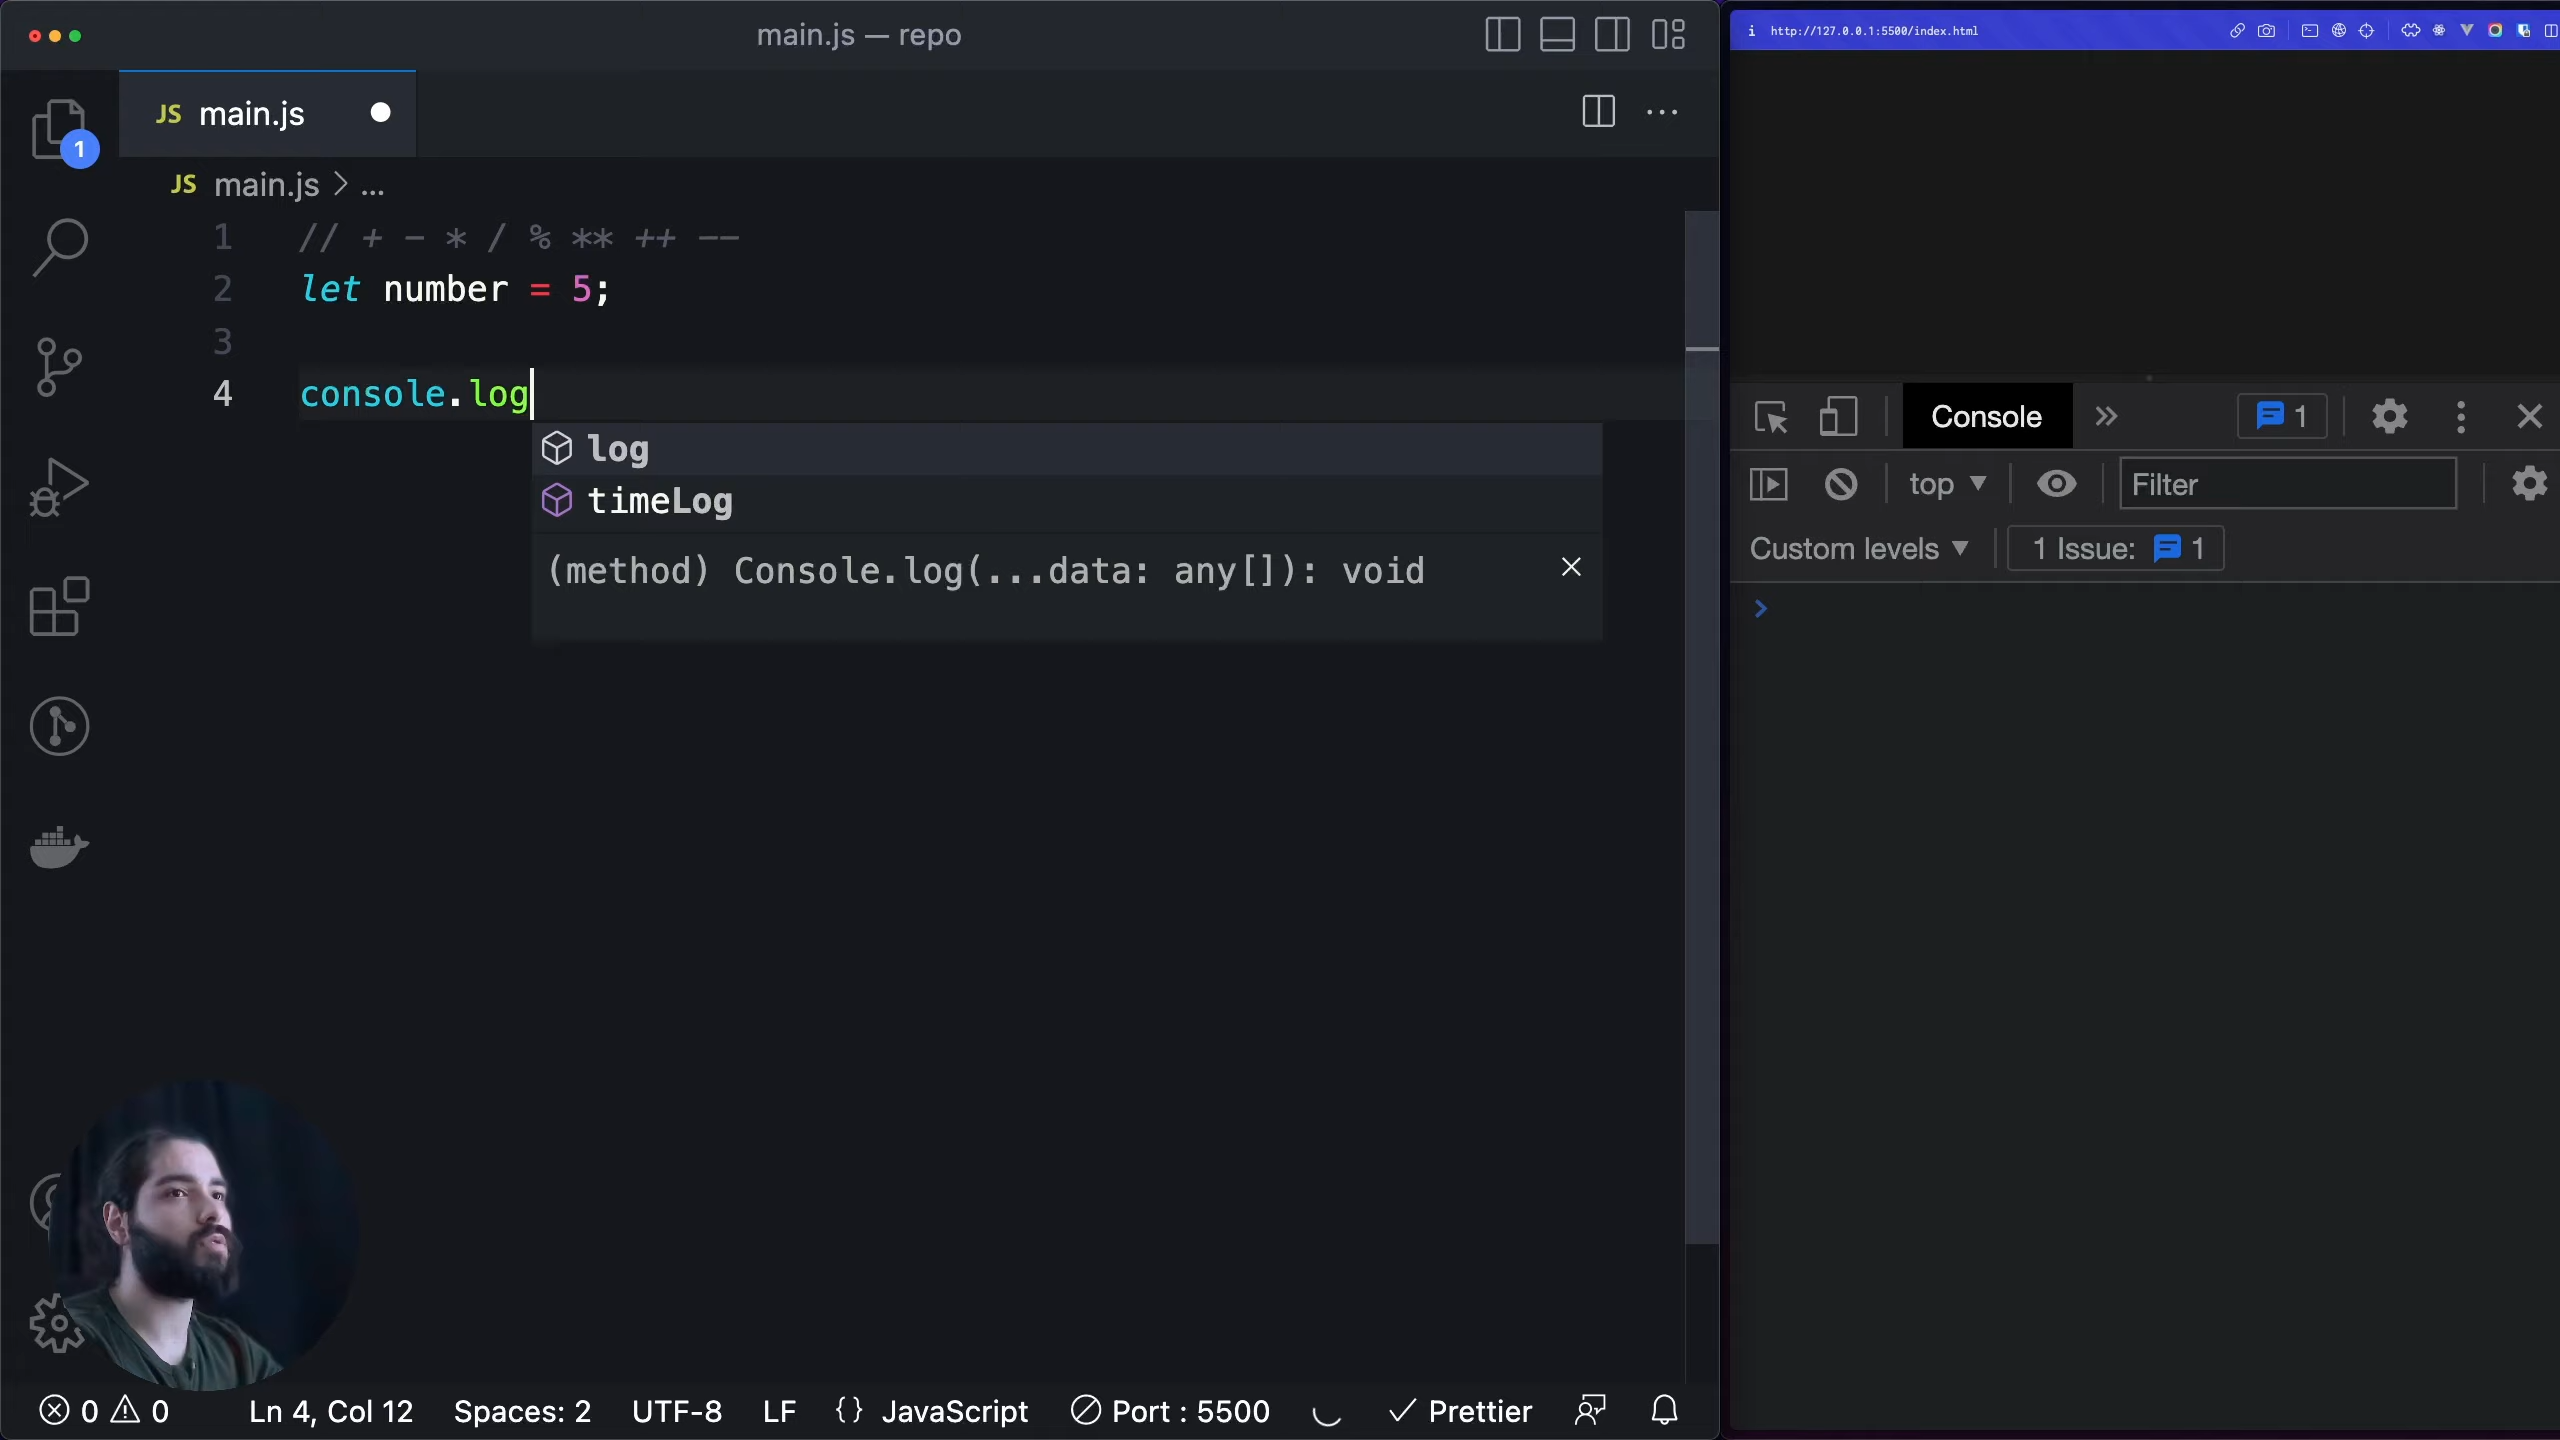 main.js — repo
JS main.js
1
JS main.js > ...
1 // + - * / % ** ++ --
2 let number = 5;
3
4 console.log
log
timeLog
(method) Console.log(...data: any[]): void
0 0 Ln 4, Col 12 Spaces: 2 UTF-8 LF {} JavaScript Port : 5500 Prettier
http://127.0.0.1:5500/index.html
Console 1
top Filter
Custom levels 1 Issue: 1